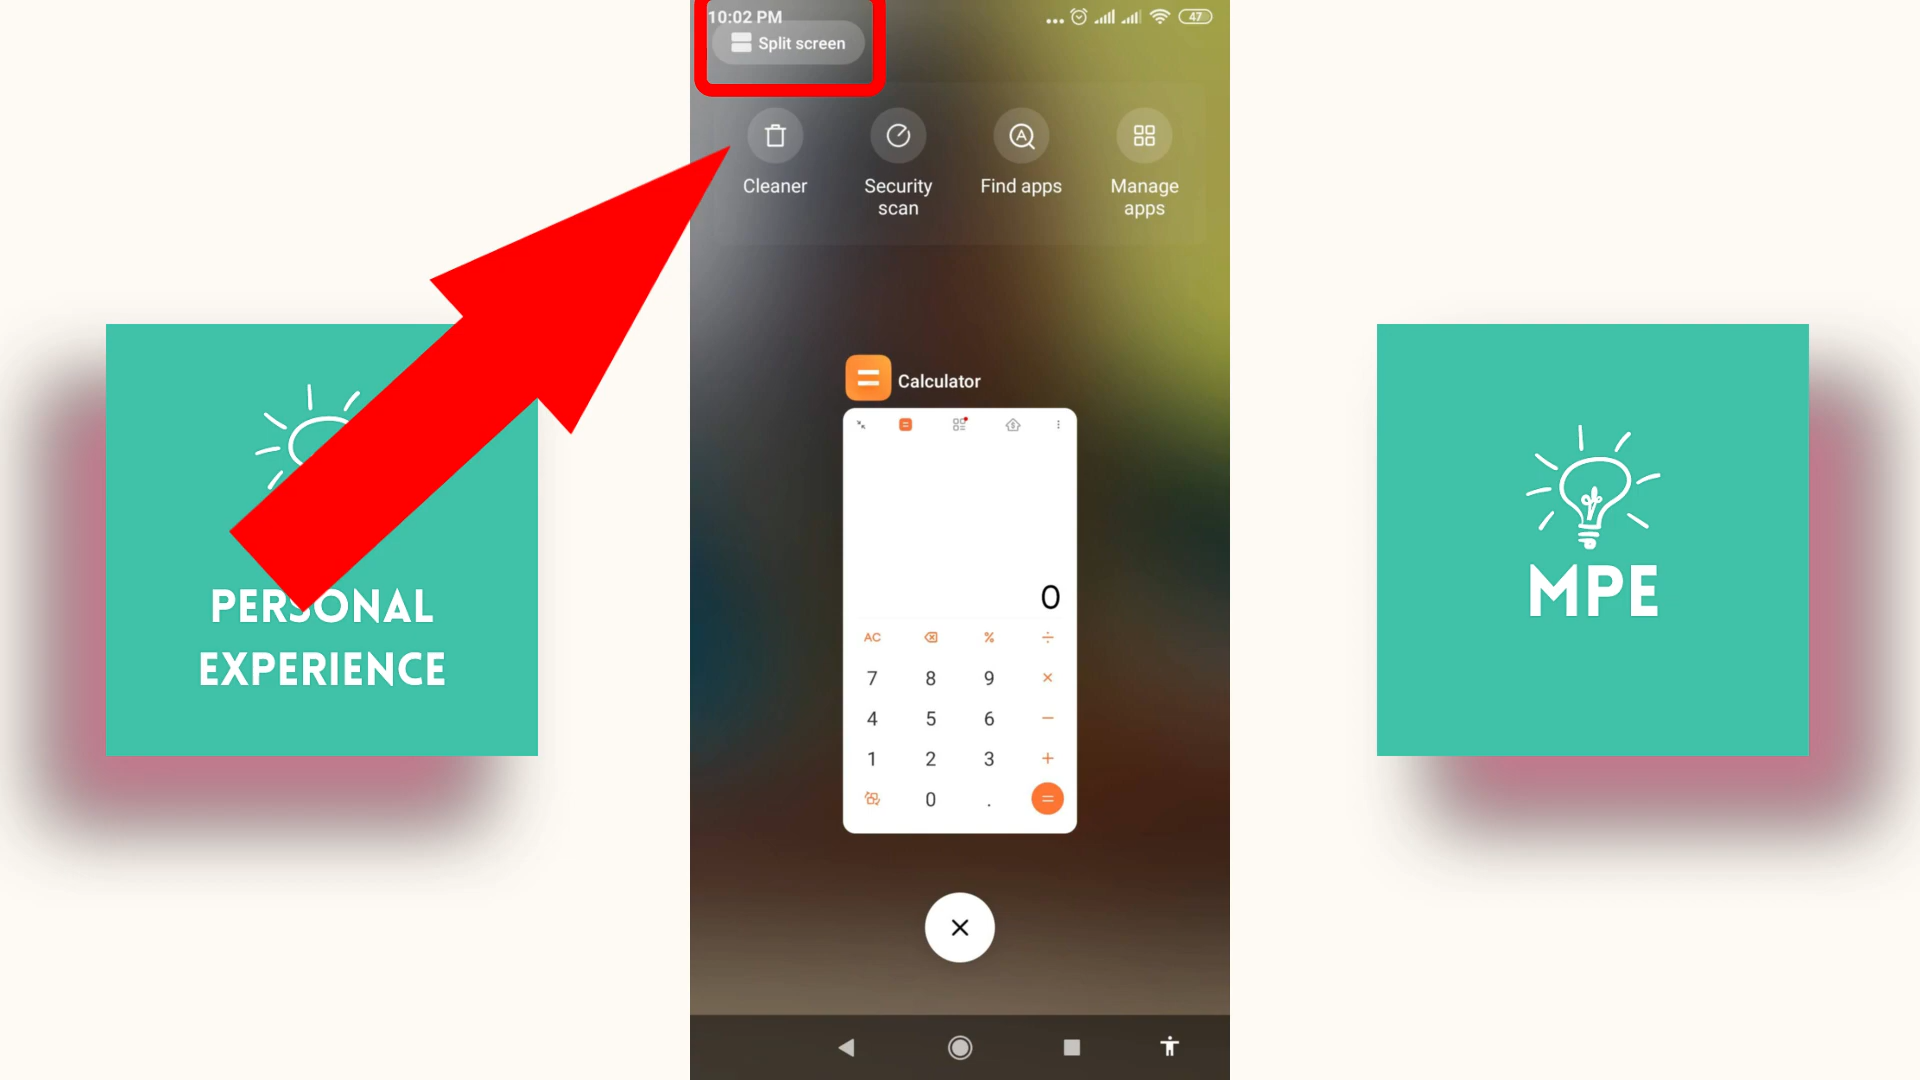 10:02 PM
47
Split screen
Cleaner
Security
scan
Find apps
Manage
apps
Calculator
0
AC % ÷
7 8 9 ×
4 5 6 −
1 2 3 +
0 . =
PERSONAL
EXPERIENCE
MPE